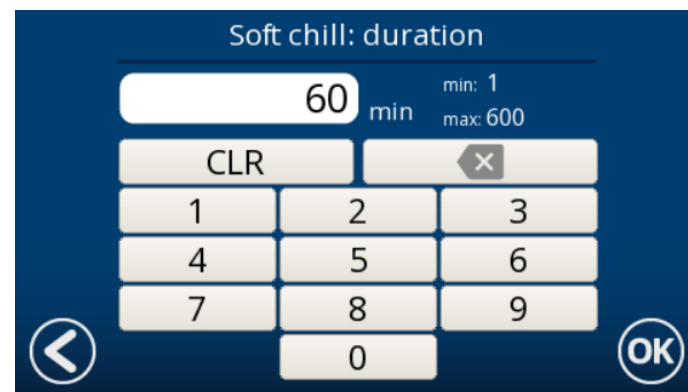 Soft chill: duration
60 min min: 1
max: 600
CLR
1 2 3
4 5 6
7 8 9
0
OK